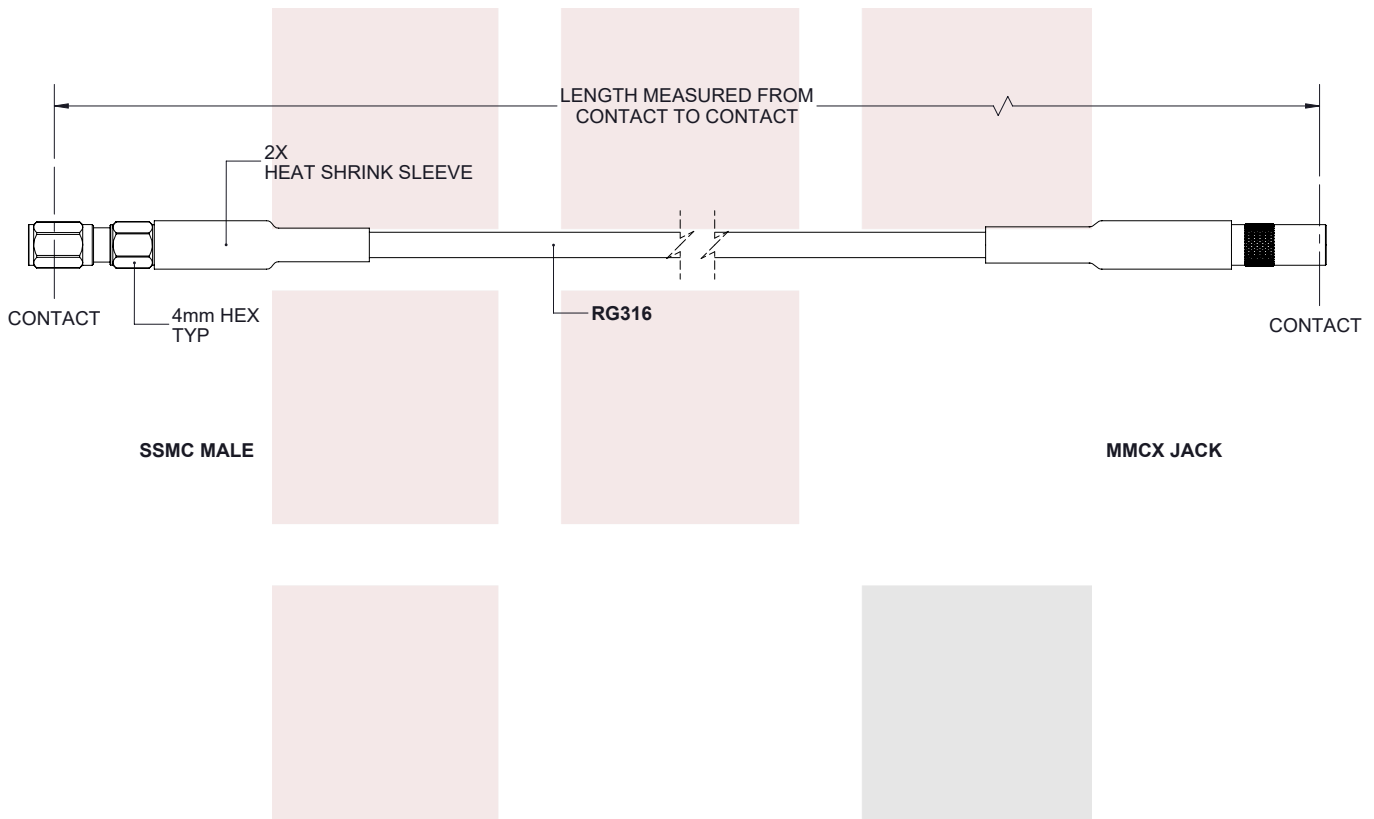 LENGTH MEASURED FROM
CONTACT TO CONTACT
2X
HEAT SHRINK SLEEVE
CONTACT
4mm HEX
TYP
RG316
CONTACT
SSMC MALE
MMCX JACK